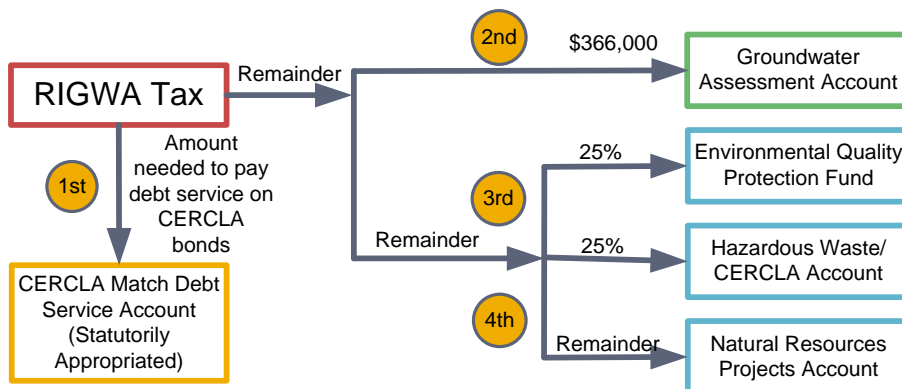 RIGWA Tax
Remainder
2nd
$366,000
Groundwater
Assessment Account
1st
Amount
needed to pay
debt service on
CERCLA
bonds
CERCLA Match Debt
Service Account
(Statutorily
Appropriated)
Remainder
3rd
25%
Environmental Quality
Protection Fund
25%
Hazardous Waste/
CERCLA Account
4th
Remainder
Natural Resources
Projects Account